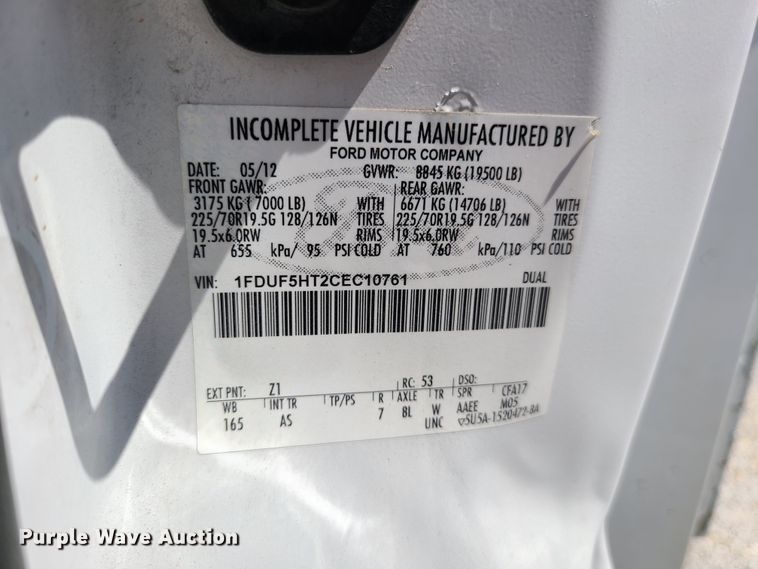 INCOMPLETE VEHICLE MANUFACTURED BY
FORD MOTOR COMPANY
DATE: 05/12 GVWR: 8845 KG (19500 LB)
FRONT GAWR: REAR GAWR:
3175 KG (7000 LB) WITH 6671 KG (14706 LB) WITH
225/70R19.5G 128/126N TIRES 225/70R19.5G 128/126N TIRES
19.5x6.0RW RIMS 19.5x6.0RW RIMS
AT 655 kPa/ 95 PSI COLD AT 760 kPa/110 PSI COLD
VIN: 1FDUF5HT2CEC10761 DUAL
EXT PNT: Z1 RC: 53 DSO:
WB INT TR TP/PS R AXLE TR SPR CFA17
165 AS 7 8L W AAEE M05
UNC ▽5U5A-1520472-BA
Purple Wave Auction